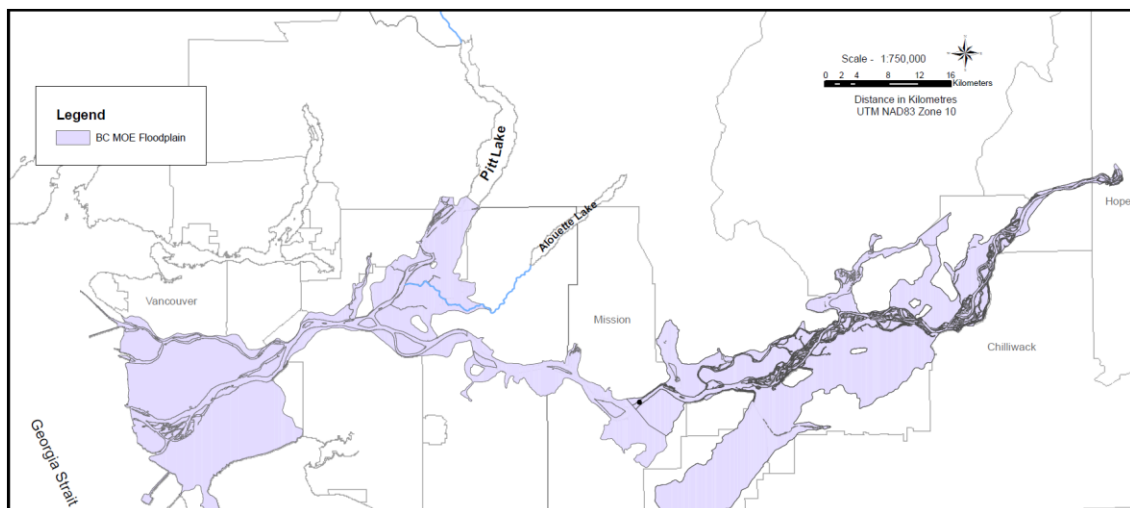 Scale - 1:750,000
0 2 4 8 12 16
Kilometers
Distance in Kilometres
UTM NAD83 Zone 10
Legend
BC MOE Floodplain
Pitt Lake
Alouette Lake
Hope
Vancouver
Mission
Chilliwack
Georgia Strait